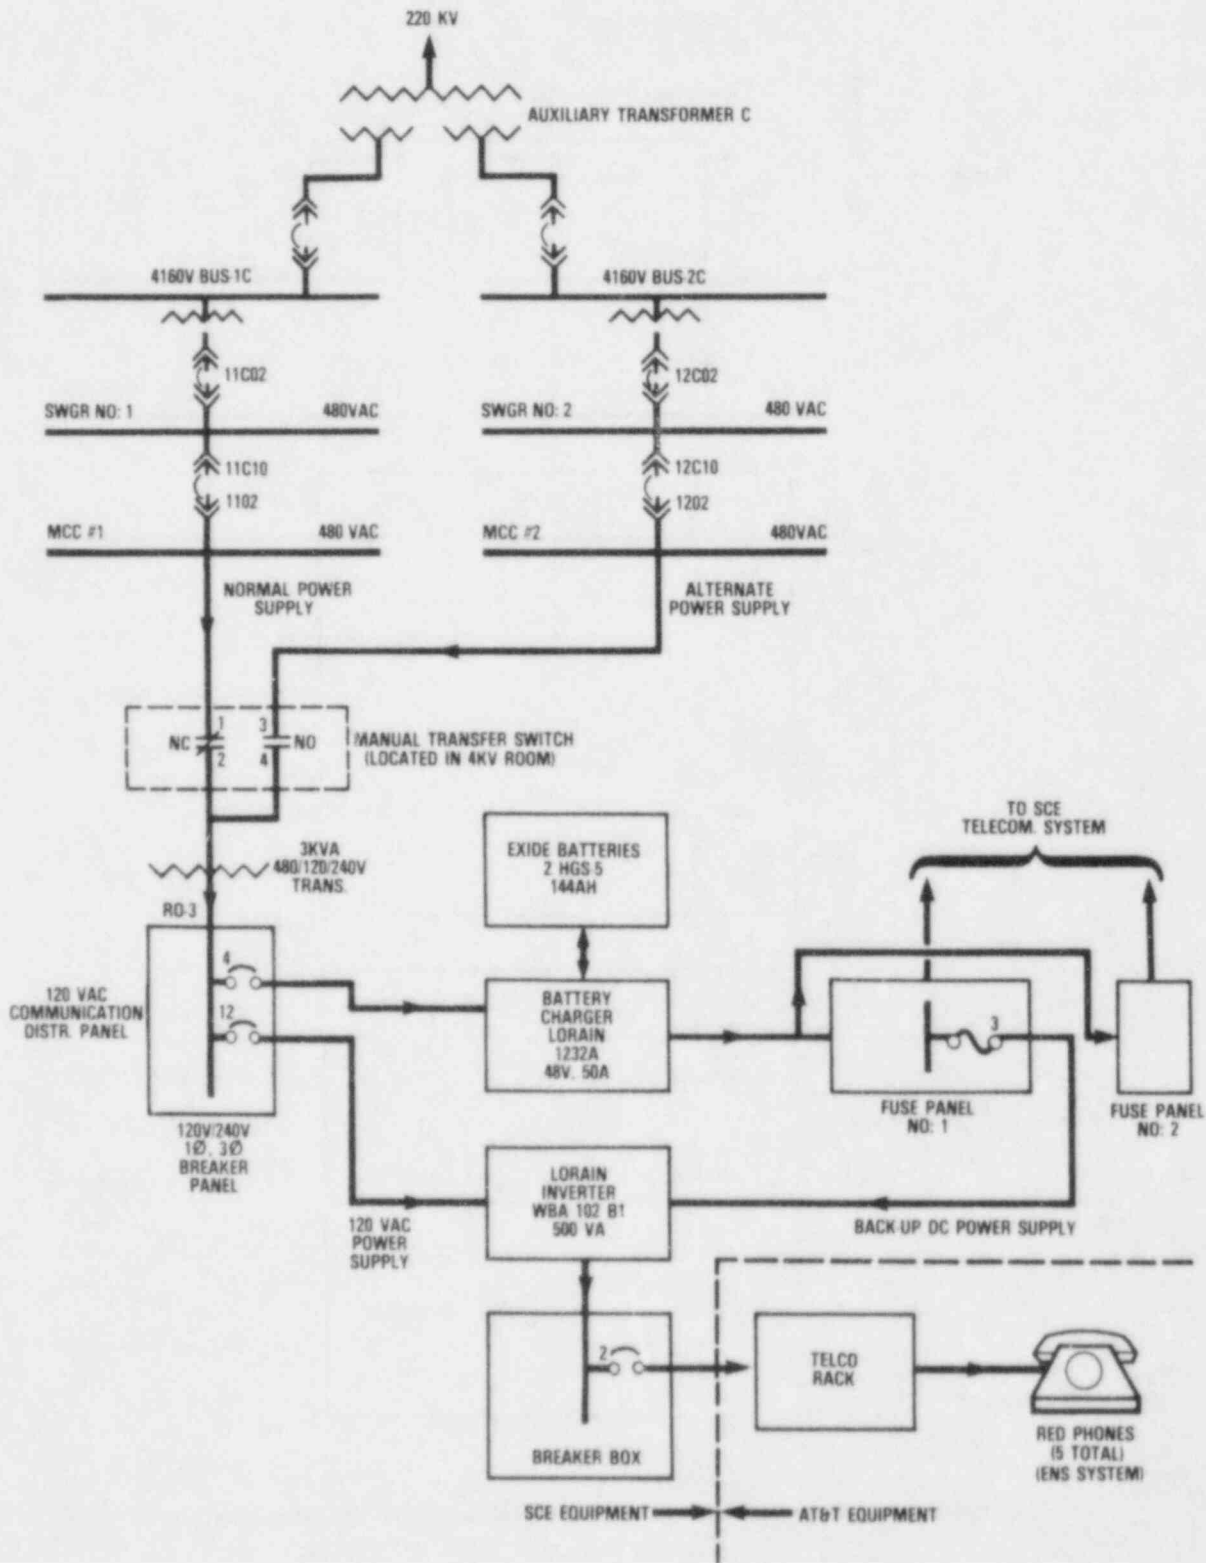 220 KV
AUXILIARY TRANSFORMER C
4160V BUS-1C
4160V BUS-2C
11C02
12C02
SWGR NO: 1
480VAC
SWGR NO: 2
480 VAC
11C10
12C10
1102
1202
MCC #1
480 VAC
MCC #2
480VAC
NORMAL POWER
SUPPLY
ALTERNATE
POWER SUPPLY
1
3
NC
NO
2
4
MANUAL TRANSFER SWITCH
(LOCATED IN 4KV ROOM)
TO SCE
TELECOM. SYSTEM
3KVA
480/120/240V
TRANS.
EXIDE BATTERIES
2 HGS-5
144AH
RO-3
4
12
120 VAC
COMMUNICATION
DISTR. PANEL
BATTERY
CHARGER
LORAIN
1232A
48V, 50A
3
FUSE PANEL
NO: 1
FUSE PANEL
NO: 2
120V/240V
1Ø, 3Ø
BREAKER
PANEL
LORAIN
INVERTER
WBA 102 B1
500 VA
120 VAC
POWER
SUPPLY
BACK-UP DC POWER SUPPLY
2
BREAKER BOX
TELCO
RACK
RED PHONES
(5 TOTAL)
(ENS SYSTEM)
SCE EQUIPMENT
AT&T EQUIPMENT